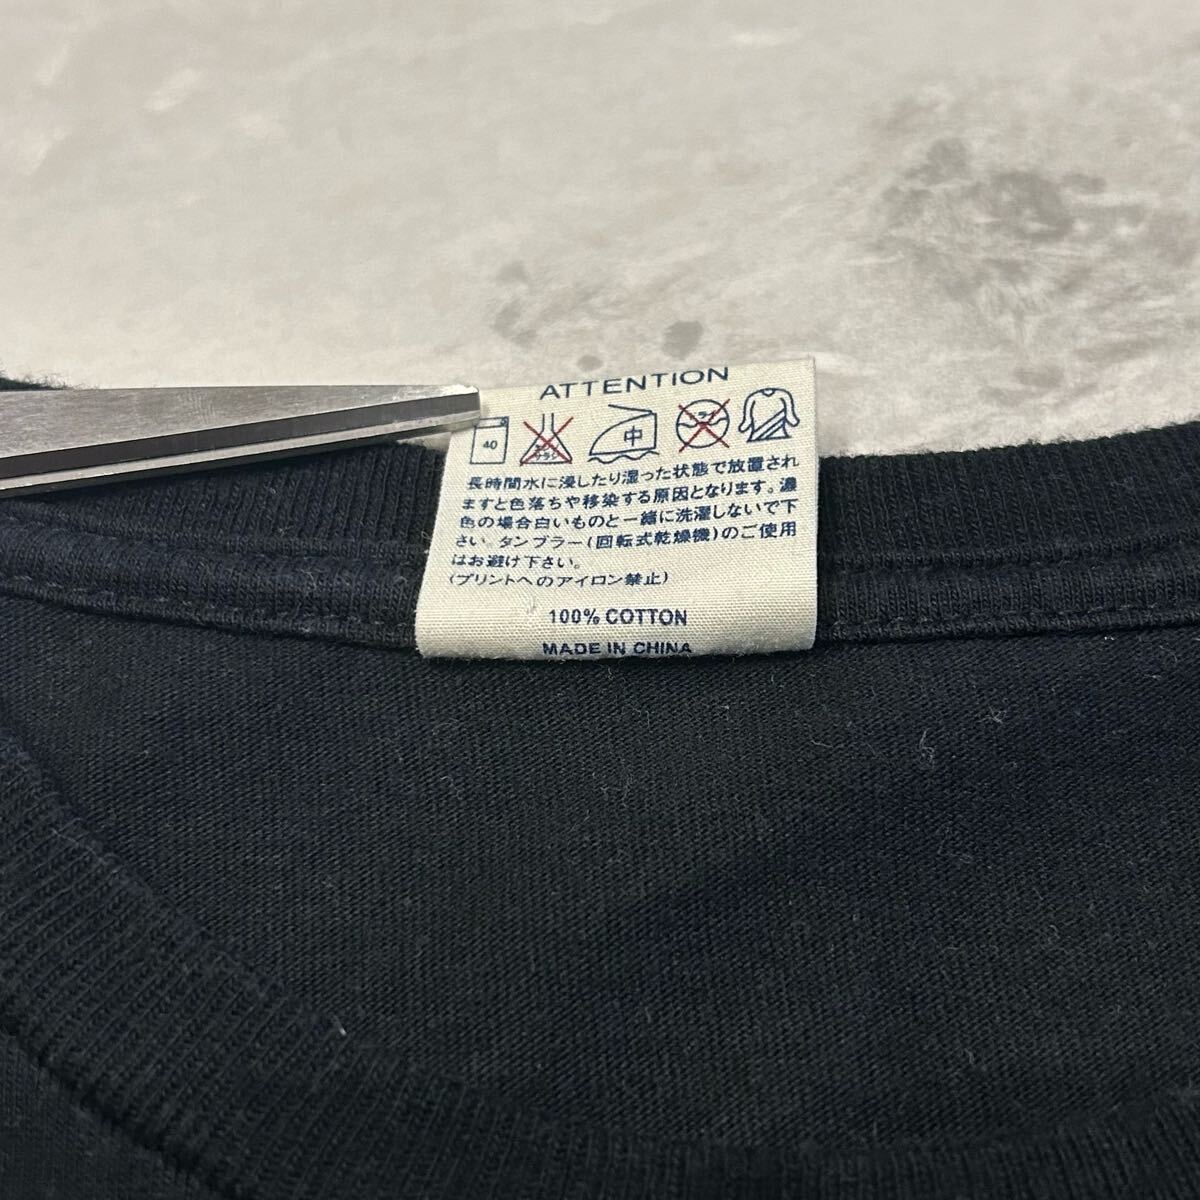 ATTENTION
40 エンソサラシ 中
長時間水に浸したり湿った状態で放置され
ますと色落ちや移染する原因となります。濃
色の場合白いものと一緒に洗濯しないで下
さい。タンブラー(回転式乾燥機)のご使用
はお避け下さい。
(プリントへのアイロン禁止)
100% COTTON
MADE IN CHINA